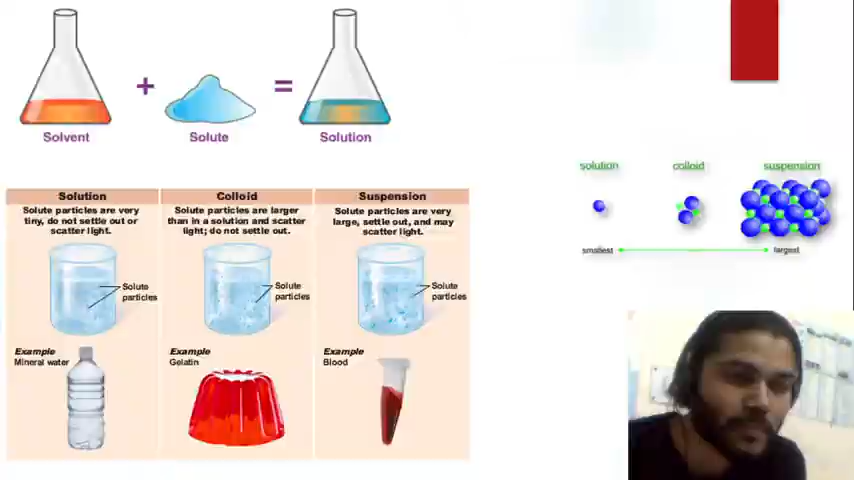 +
=
Solvent
Solute
Solution
Solution
Solute particles are very
tiny, do not settle out or
scatter light.
Solute
particles
Example
Mineral water
Colloid
Solute particles are larger
than in a solution and scatter
light; do not settle out.
Solute
particles
Example
Gelatin
Suspension
Solute particles are very
large, settle out, and may
scatter light.
Solute
particles
Example
Blood
solution
colloid
suspension
smallest
largest